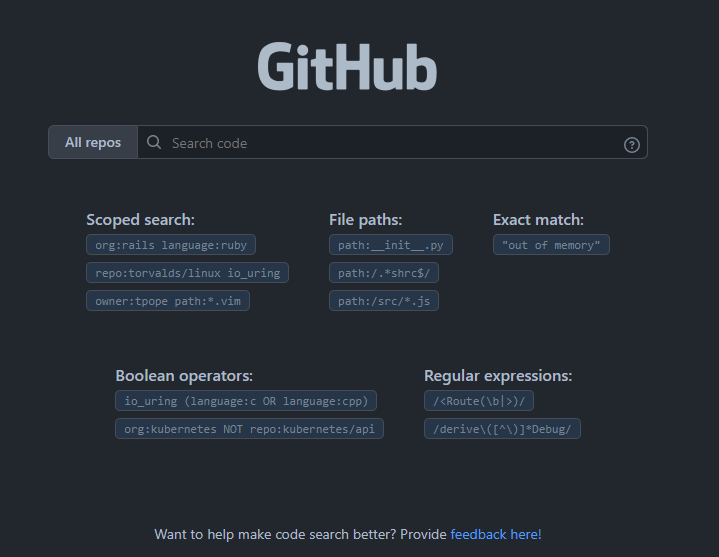 GitHub
All repos
Search code
Scoped search:
org:rails language:ruby
repo:torvalds/linux io_uring
owner:tpope path:*.vim
File paths:
path:__init__.py
path:/.*shrc$/
path:/src/*.js
Exact match:
"out of memory"
Boolean operators:
io_uring (language:c OR language:cpp)
org:kubernetes NOT repo:kubernetes/api
Regular expressions:
/<Route(\b|>)/
/derive\([^\)]*Debug/
Want to help make code search better? Provide feedback here!